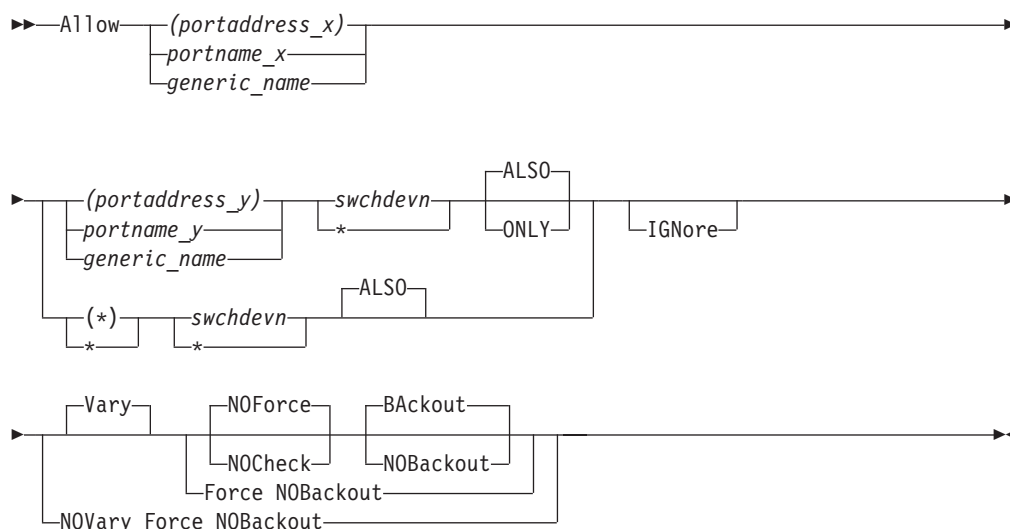 Allow (portaddress_x)
portname_x
generic_name
ALSO
(portaddress_y) swchdevn ONLY IGNore
portname_y *
generic_name
ALSO
(*) swchdevn
* *
Vary NOForce BAckout
NOCheck NOBackout
Force NOBackout
NOVary Force NOBackout